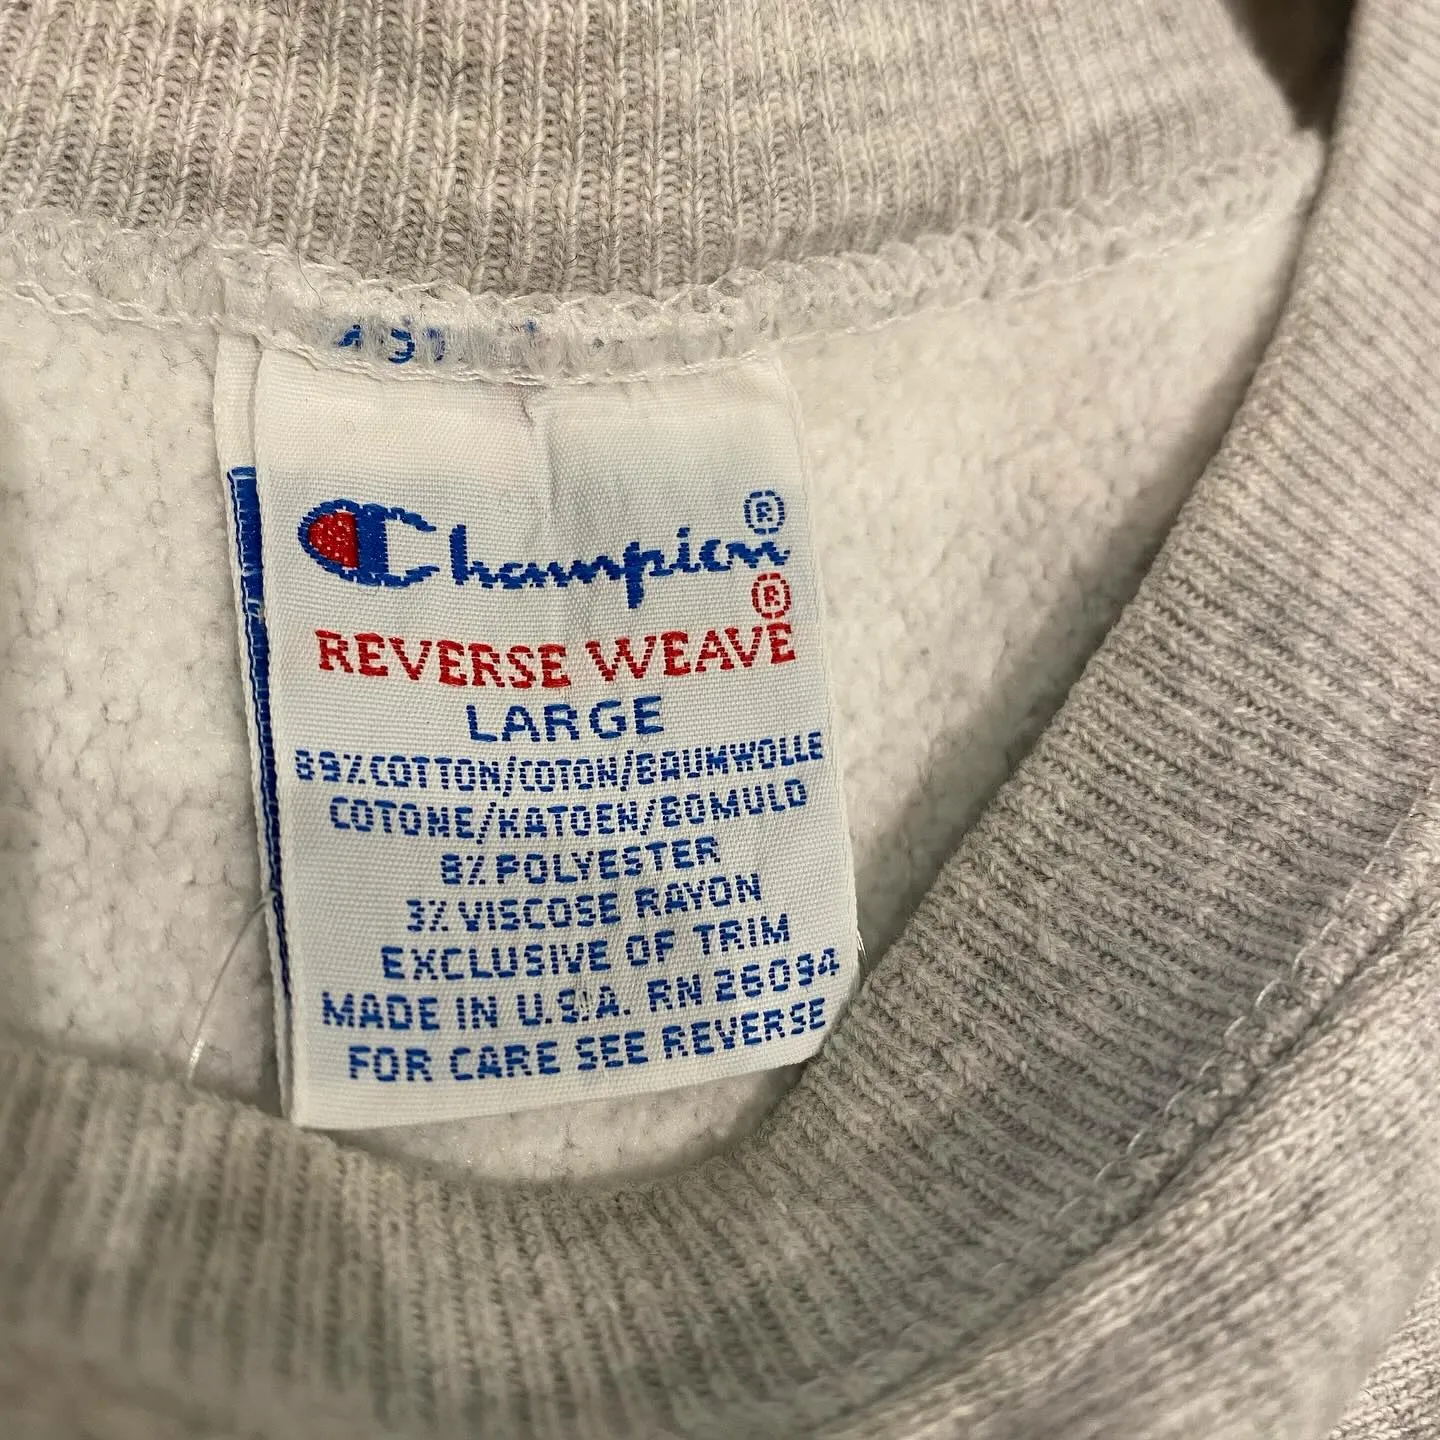 Champion®
REVERSE WEAVE®
LARGE
89%COTTON/COTON/BAUMWOLLE
COTONE/KATOEN/BOMULD
8% POLYESTER
3% VISCOSE RAYON
EXCLUSIVE OF TRIM
MADE IN U.S.A. RN 26094
FOR CARE SEE REVERSE